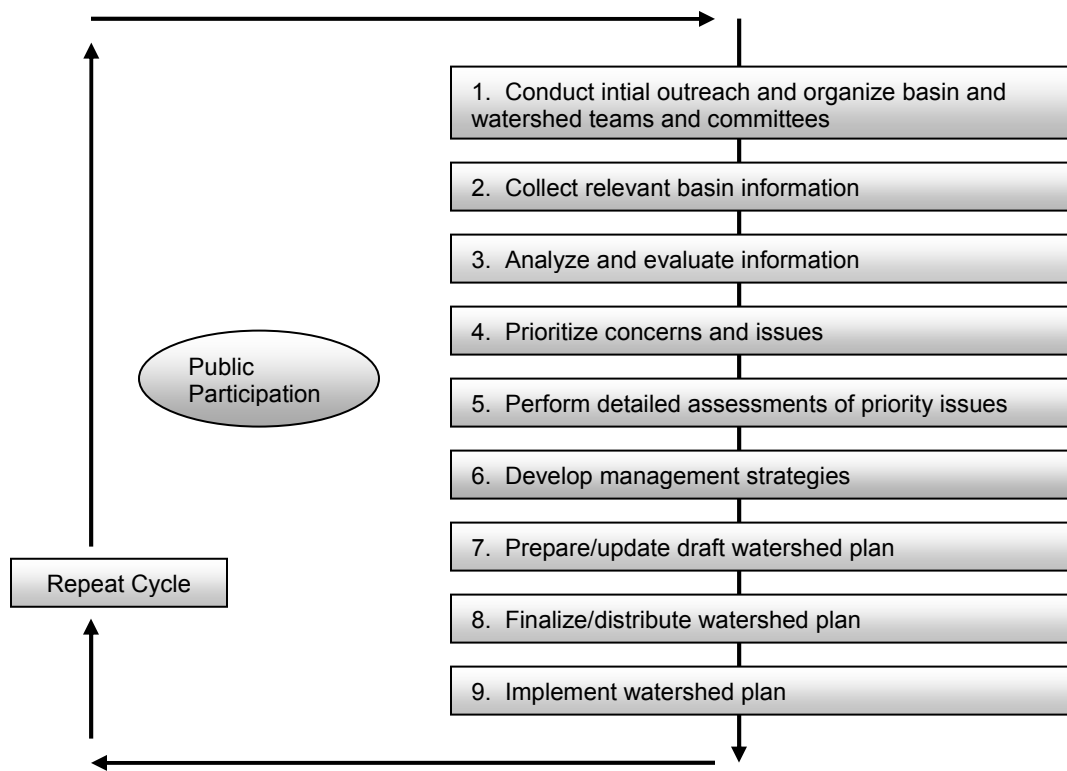 1. Conduct intial outreach and organize basin and
watershed teams and committees
2. Collect relevant basin information
3. Analyze and evaluate information
4. Prioritize concerns and issues
Public
Participation
5. Perform detailed assessments of priority issues
6. Develop management strategies
7. Prepare/update draft watershed plan
Repeat Cycle
8. Finalize/distribute watershed plan
9. Implement watershed plan